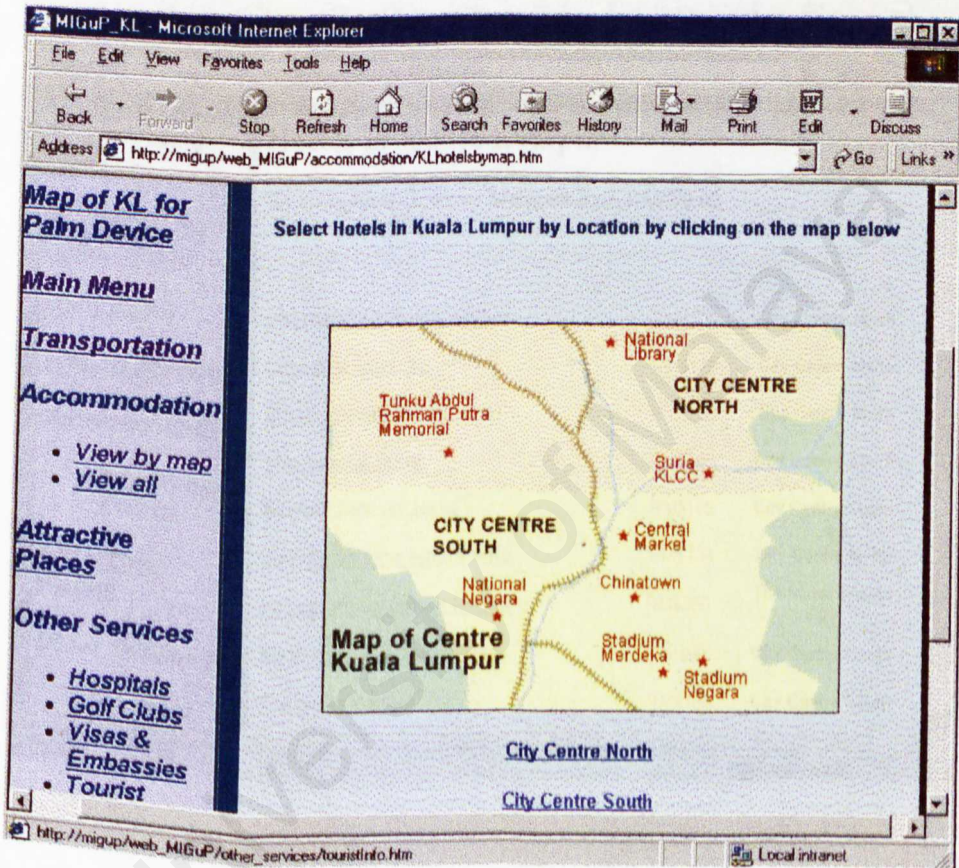 MIGuP_KL - Microsoft Internet Explorer
File Edit View Favorites Tools Help
Back Forward Stop Refresh Home Search Favorites History Mail Print Edit Discuss
Address http://migup/web_MIGuP/accommodation/KLhotelsbymap.htm Go Links »
Map of KL for
Palm Device
Main Menu
Transportation
Accommodation
View by map
View all
Attractive
Places
Other Services
Hospitals
Golf Clubs
Visas &
Embassies
Tourist
Select Hotels in Kuala Lumpur by Location by clicking on the map below
National
Library
CITY CENTRE
NORTH
Tunku Abdul
Rahman Putra
Memorial
Suria
KLCC
CITY CENTRE
SOUTH
Central
Market
National
Negara
Chinatown
Map of Centre
Kuala Lumpur
Stadium
Merdeka
Stadium
Negara
City Centre North
City Centre South
http://migup/web_MIGuP/other_services/touristInfo.htm
Local intranet
University of Malaya